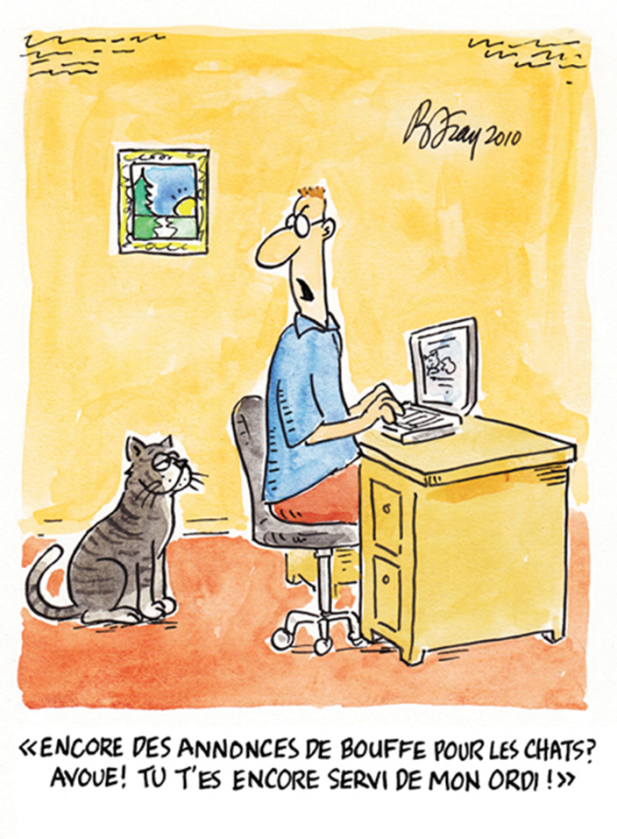 2010
«ENCORE DES ANNONCES DE BOUFFE POUR LES CHATS?
AVOUE! TU T'ES ENCORE SERVI DE MON ORDI!»